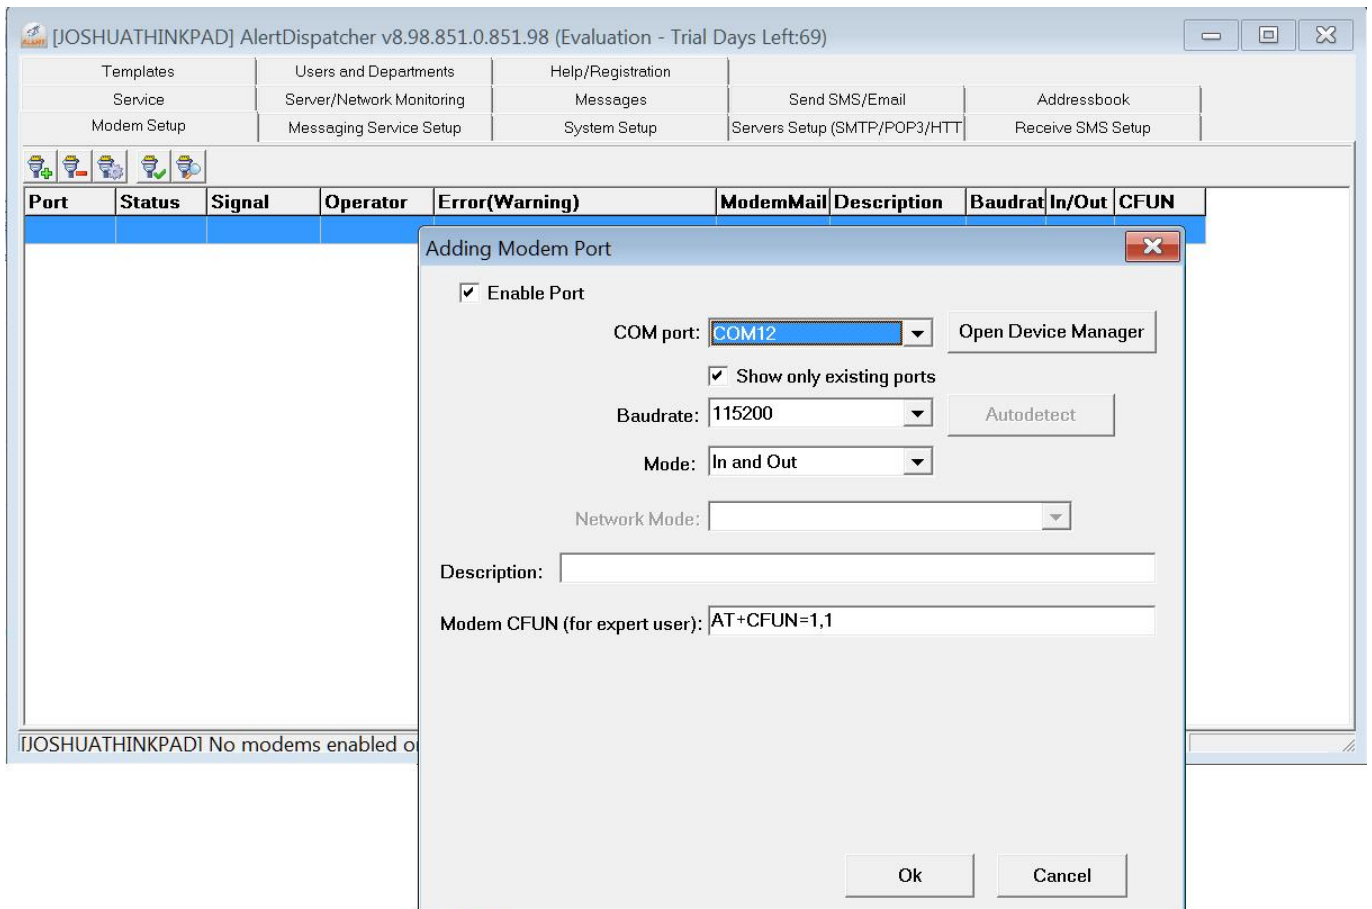 [JOSHUATHINKPAD] AlertDispatcher v8.98.851.0.851.98 (Evaluation - Trial Days Left:69)
Templates Users and Departments Help/Registration
Service Server/Network Monitoring Messages Send SMS/Email Addressbook
Modem Setup Messaging Service Setup System Setup Servers Setup (SMTP/POP3/HTT Receive SMS Setup
Port Status Signal Operator Error(Warning) ModemMail Description Baudrat In/Out CFUN
Adding Modem Port
Enable Port
COM port: COM12 Open Device Manager
Show only existing ports
Baudrate: 115200 Autodetect
Mode: In and Out
Network Mode:
Description:
Modem CFUN (for expert user): AT+CFUN=1,1
[JOSHUATHINKPAD] No modems enabled
Ok Cancel